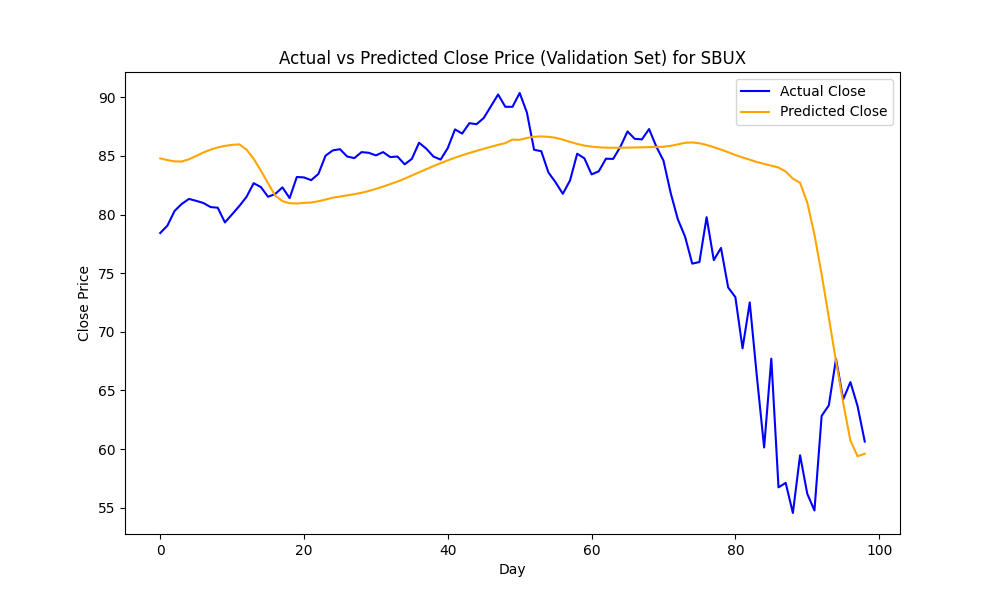 Actual vs Predicted Close Price (Validation Set) for SBUX
Actual Close
Predicted Close
Close Price
90
85
80
75
70
65
60
55
0 20 40 60 80 100
Day